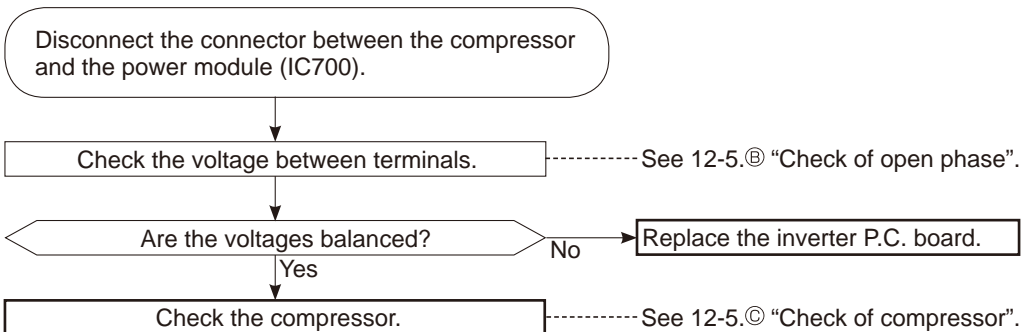 Disconnect the connector between the compressor
and the power module (IC700).
Check the voltage between terminals.
See 12-5.Ⓑ “Check of open phase”.
Are the voltages balanced?
No
Replace the inverter P.C. board.
Yes
Check the compressor.
See 12-5.Ⓒ “Check of compressor”.